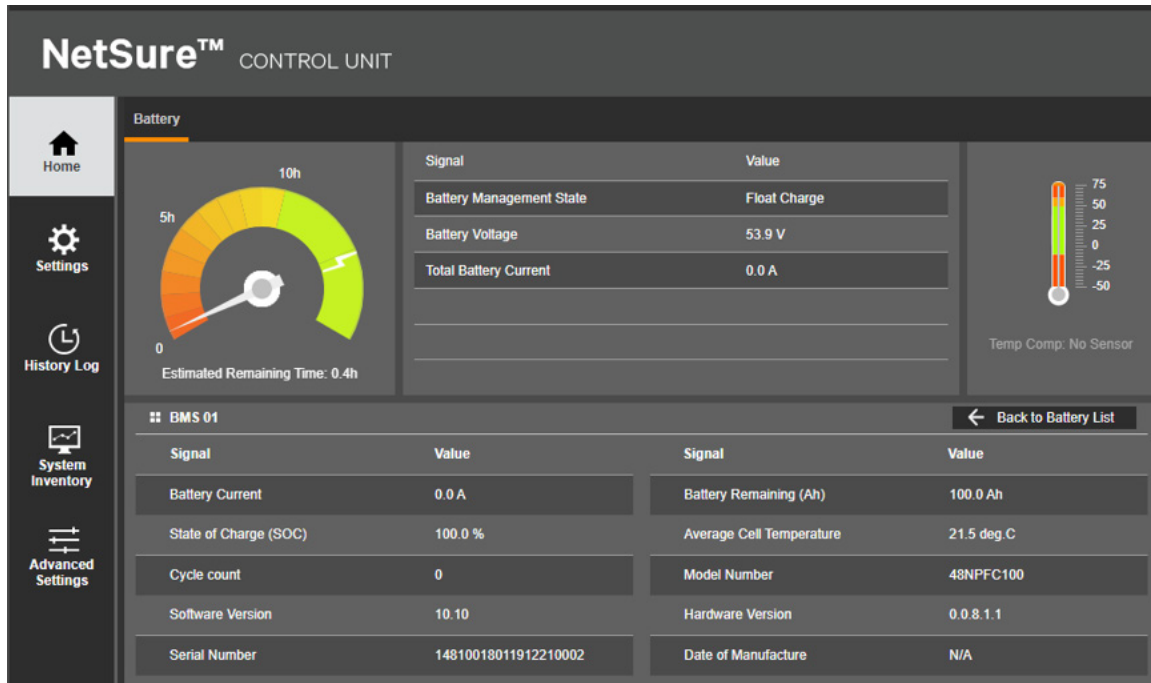 NetSure™ CONTROL UNIT
Home
Settings
History Log
System
Inventory
Advanced
Settings
Battery
10h
5h
0
Estimated Remaining Time: 0.4h
Signal Value
Battery Management State Float Charge
Battery Voltage 53.9 V
Total Battery Current 0.0 A
75
50
25
0
-25
-50
Temp Comp: No Sensor
BMS 01
Back to Battery List
Signal Value Signal Value
Battery Current 0.0 A Battery Remaining (Ah) 100.0 Ah
State of Charge (SOC) 100.0 % Average Cell Temperature 21.5 deg.C
Cycle count 0 Model Number 48NPFC100
Software Version 10.10 Hardware Version 0.0.8.1.1
Serial Number 14810018011912210002 Date of Manufacture N/A